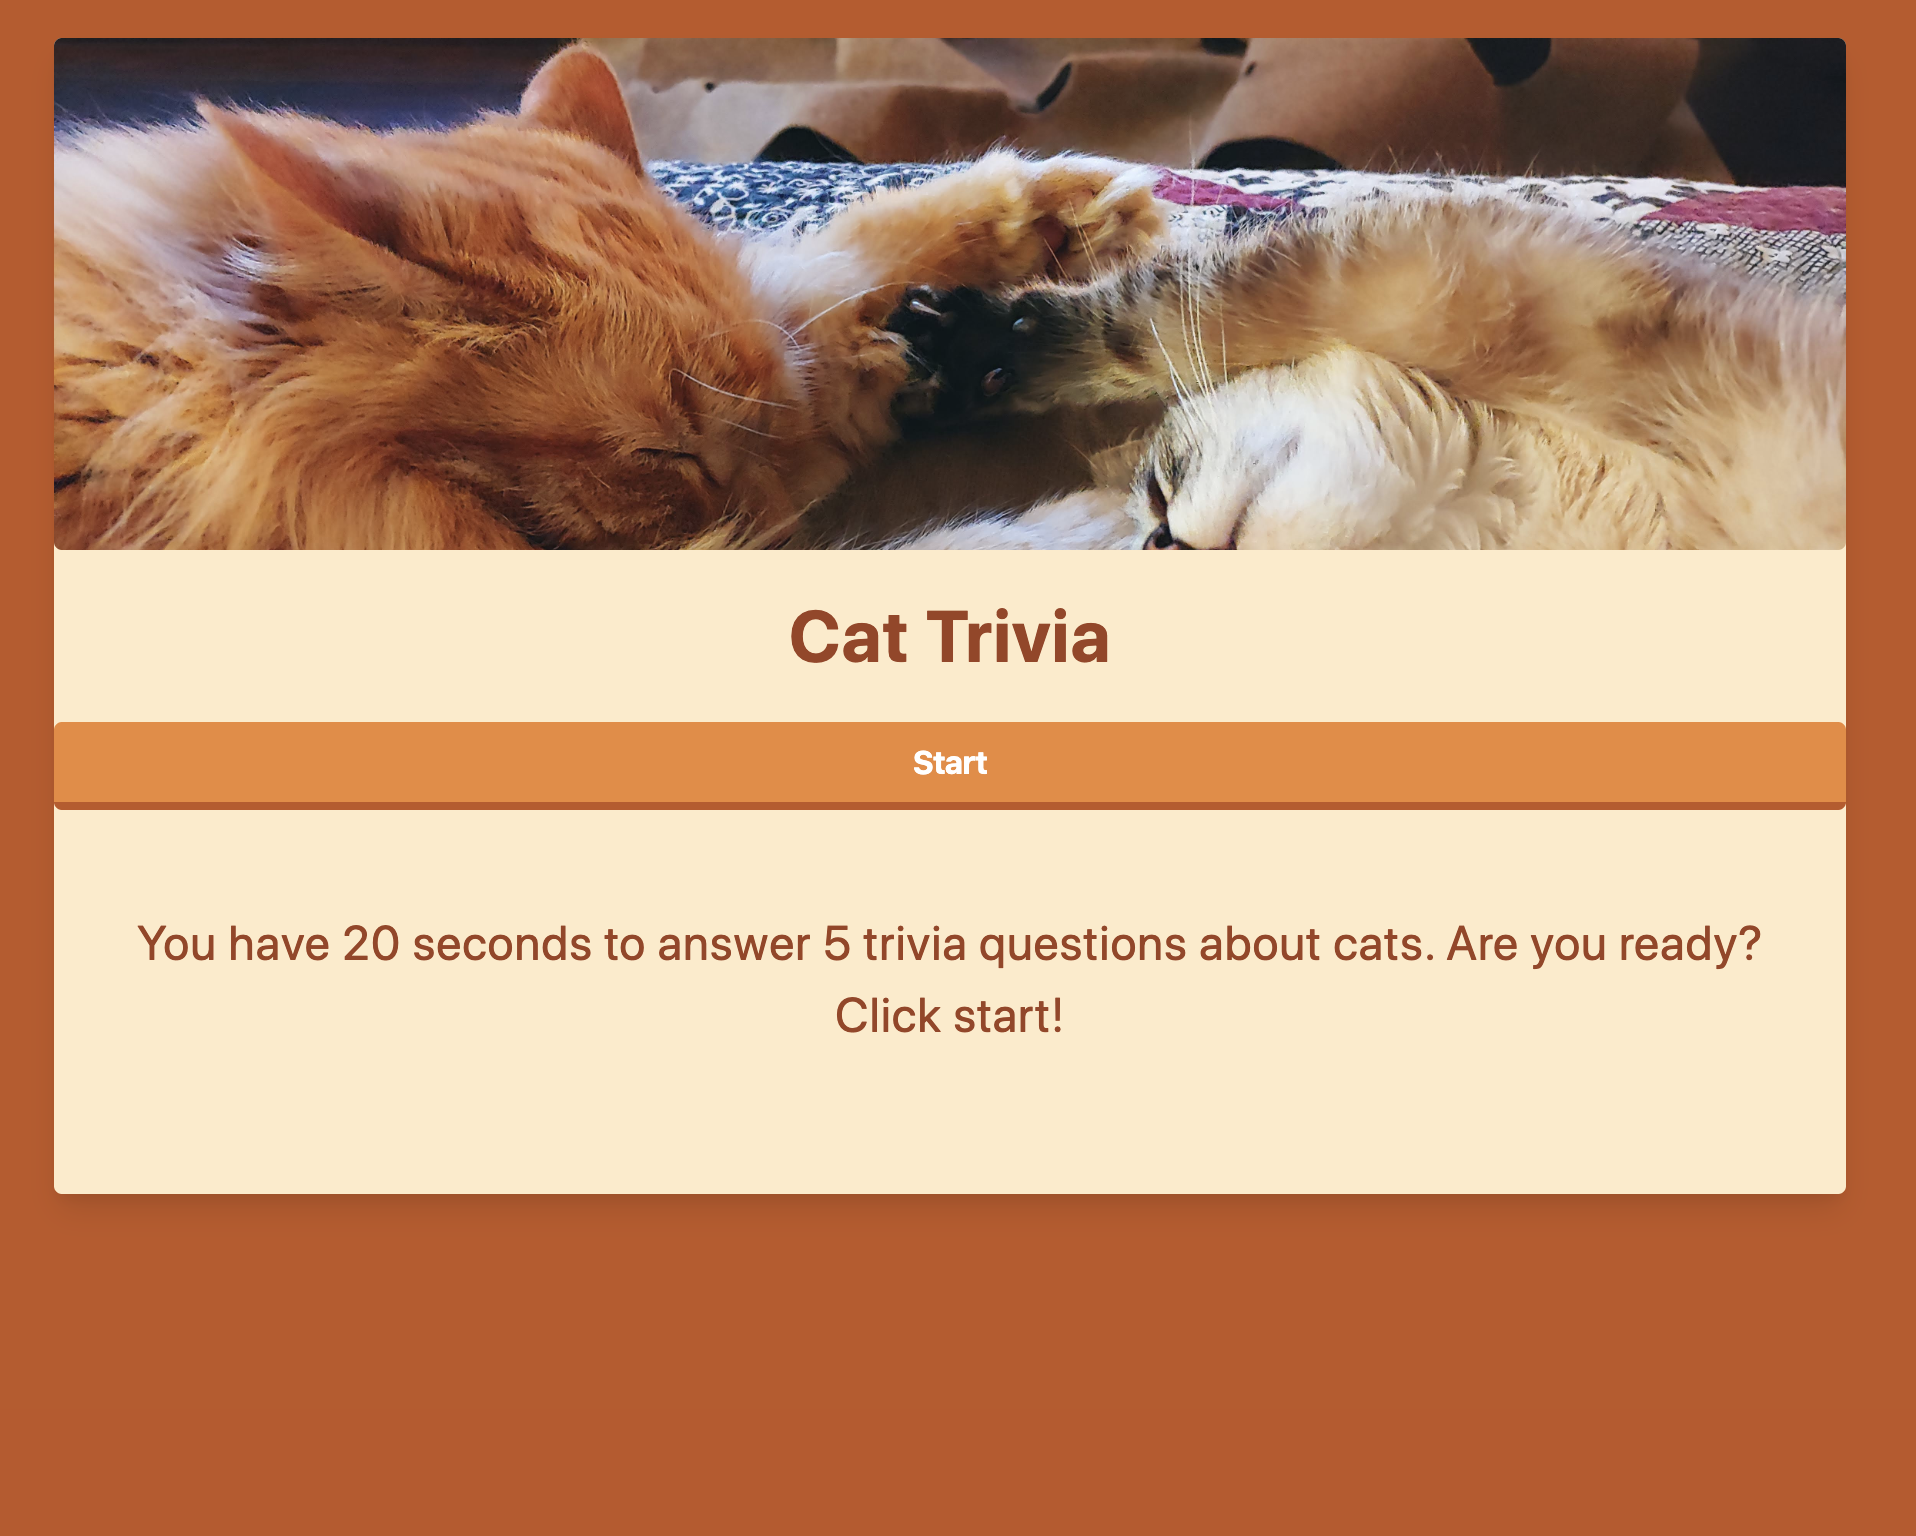 Cat Trivia
Start
You have 20 seconds to answer 5 trivia questions about cats. Are you ready?
Click start!